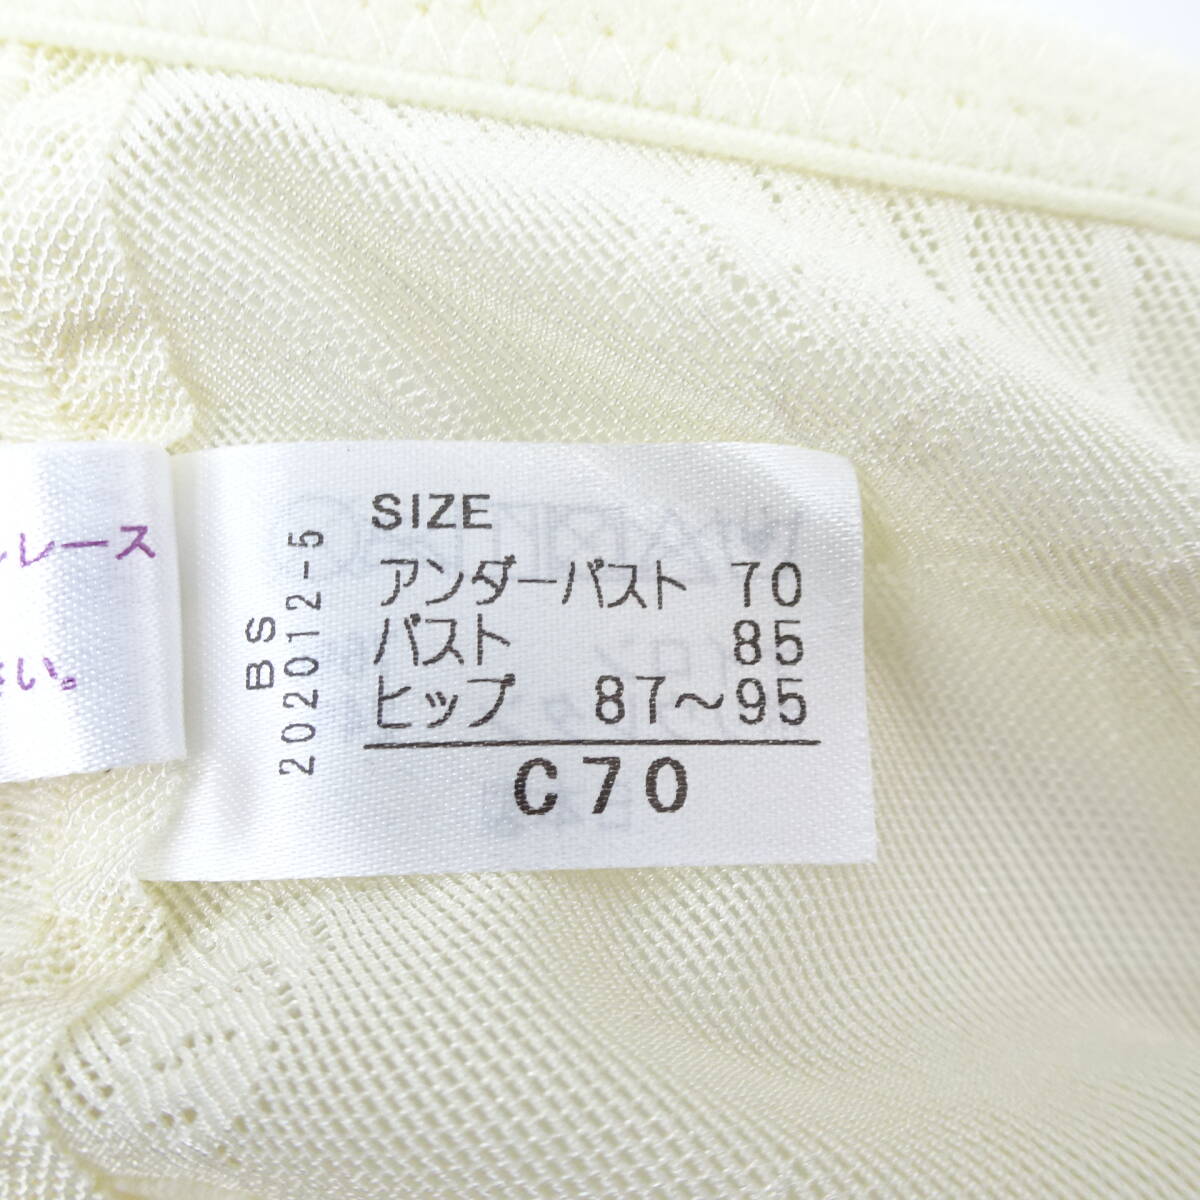 レース
さい。
BS
202012-5
SIZE
アンダーバスト 70
バスト 85
ヒップ 87~95
C70